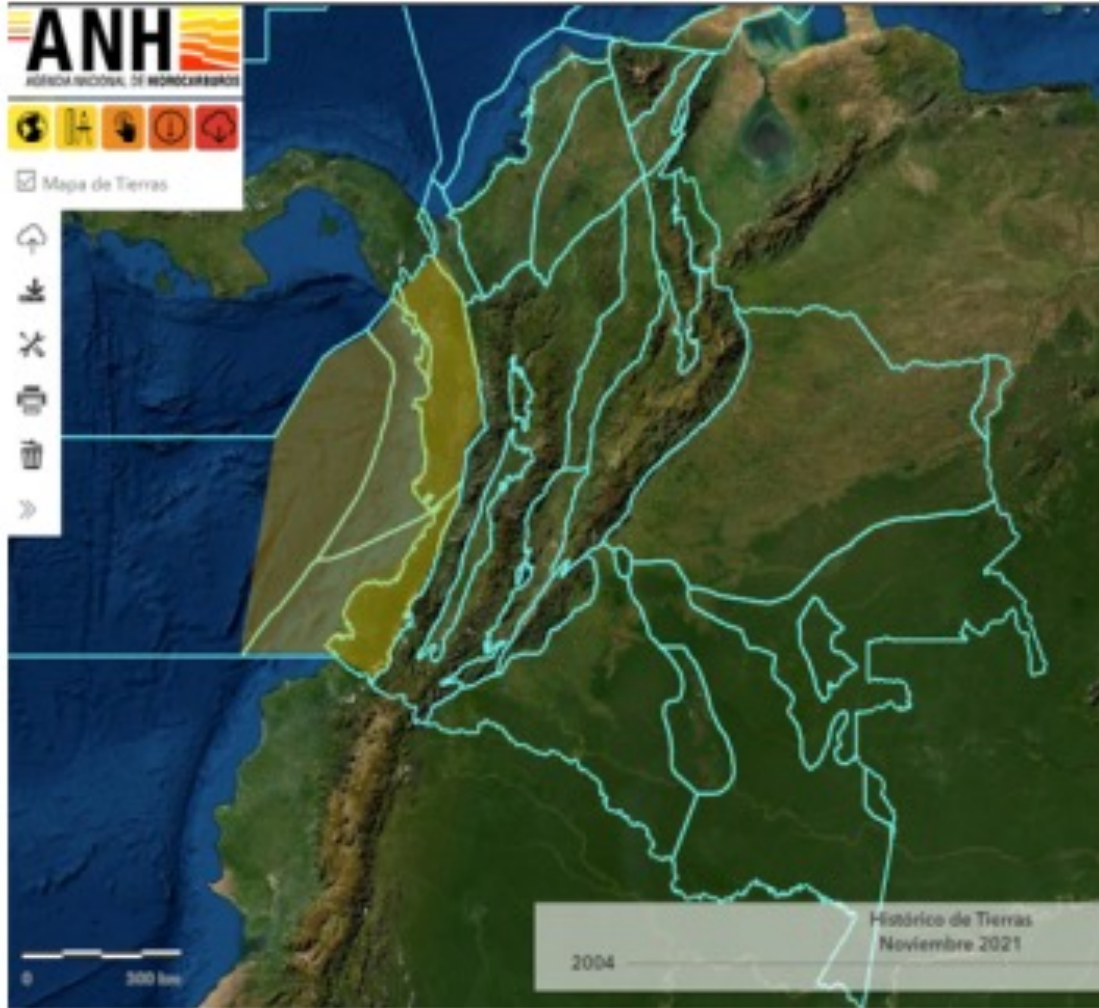 ANH
AGENCIA NACIONAL DE HIDROCARBUROS
Mapa de Tierras
Histórico de Tierras
Noviembre 2021
2004
0 300 km